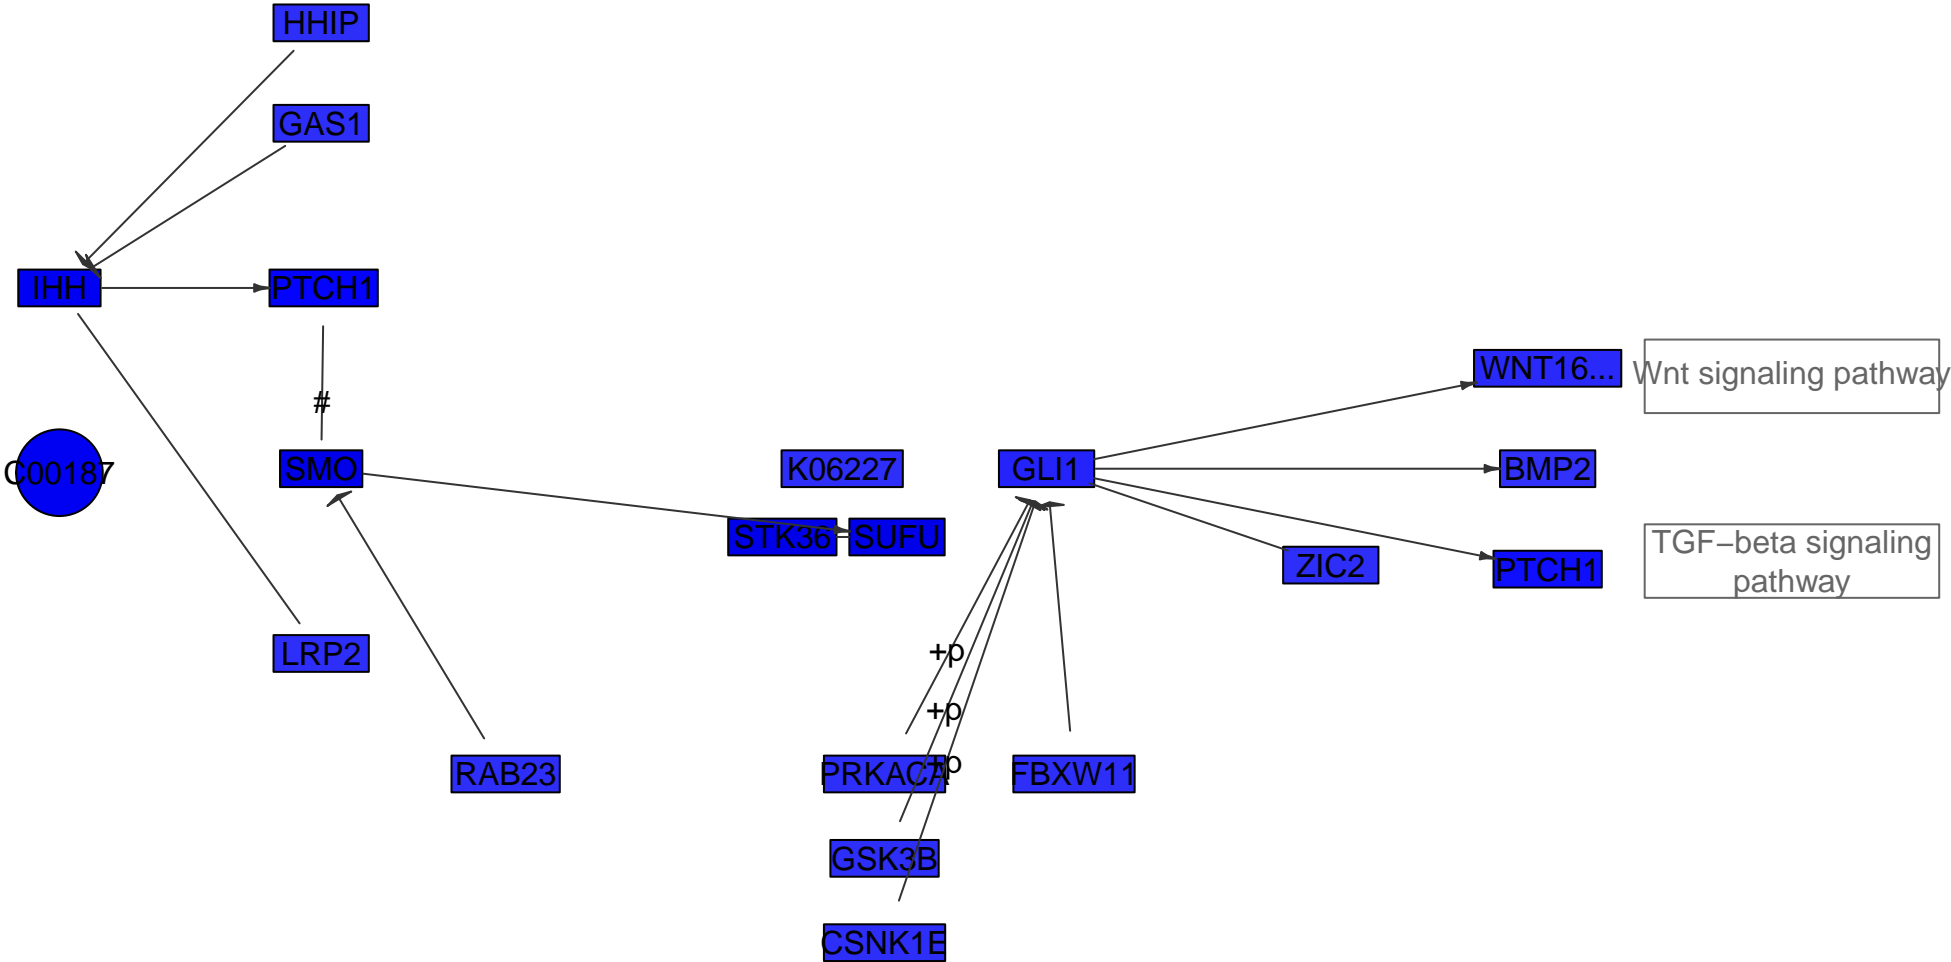 HHIP
GAS1
IHH
PTCH1
WNT16...
Wnt signaling pathway
#
C00187
SMO
K06227
GLI1
BMP2
STK36
SUFU
ZIC2
PTCH1
TGF−beta signaling
pathway
LRP2
+p
+p
+p
RAB23
PRKACA
FBXW11
GSK3B
CSNK1E